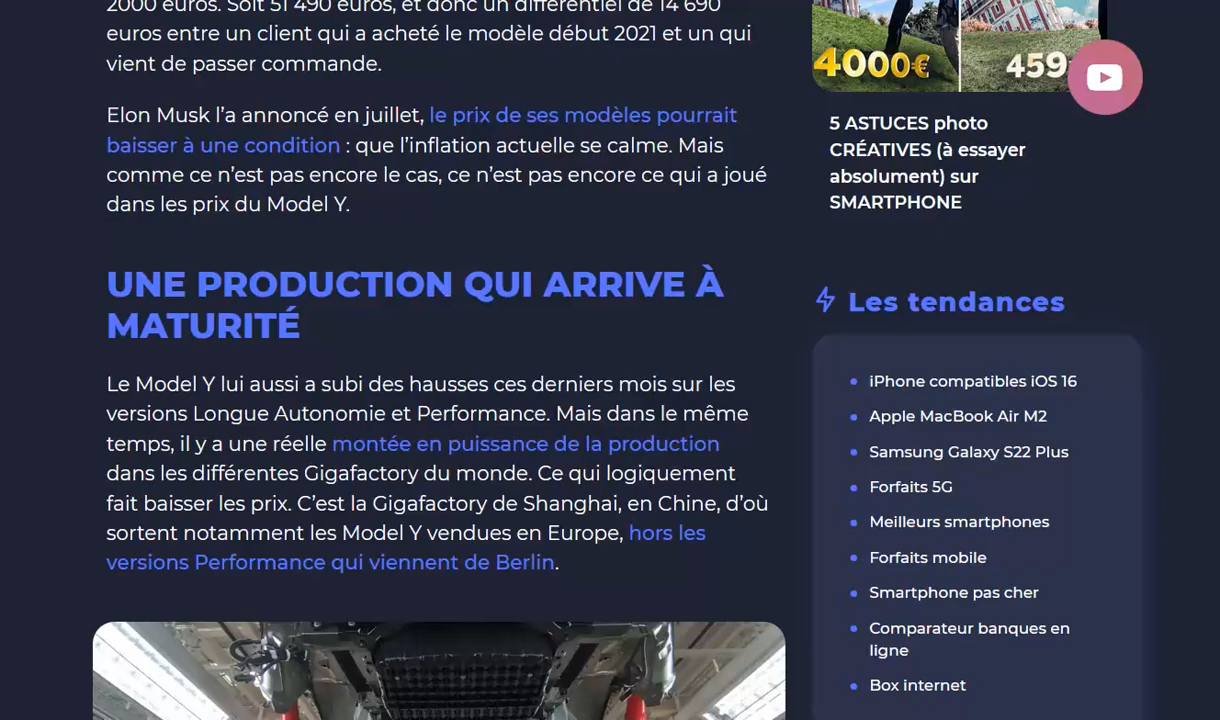 2000 euros. Soit 51 490 euros, et donc un différentiel de 14 690
euros entre un client qui a acheté le modèle début 2021 et un qui
vient de passer commande.
Elon Musk l’a annoncé en juillet, le prix de ses modèles pourrait
baisser à une condition : que l’inflation actuelle se calme. Mais
comme ce n’est pas encore le cas, ce n’est pas encore ce qui a joué
dans les prix du Model Y.
UNE PRODUCTION QUI ARRIVE À
MATURITÉ
Le Model Y lui aussi a subi des hausses ces derniers mois sur les
versions Longue Autonomie et Performance. Mais dans le même
temps, il y a une réelle montée en puissance de la production
dans les différentes Gigafactory du monde. Ce qui logiquement
fait baisser les prix. C’est la Gigafactory de Shanghai, en Chine, d’où
sortent notamment les Model Y vendues en Europe, hors les
versions Performance qui viennent de Berlin.
4000€ 459
5 ASTUCES photo
CRÉATIVES (à essayer
absolument) sur
SMARTPHONE
Les tendances
iPhone compatibles iOS 16
Apple MacBook Air M2
Samsung Galaxy S22 Plus
Forfaits 5G
Meilleurs smartphones
Forfaits mobile
Smartphone pas cher
Comparateur banques en
ligne
Box internet